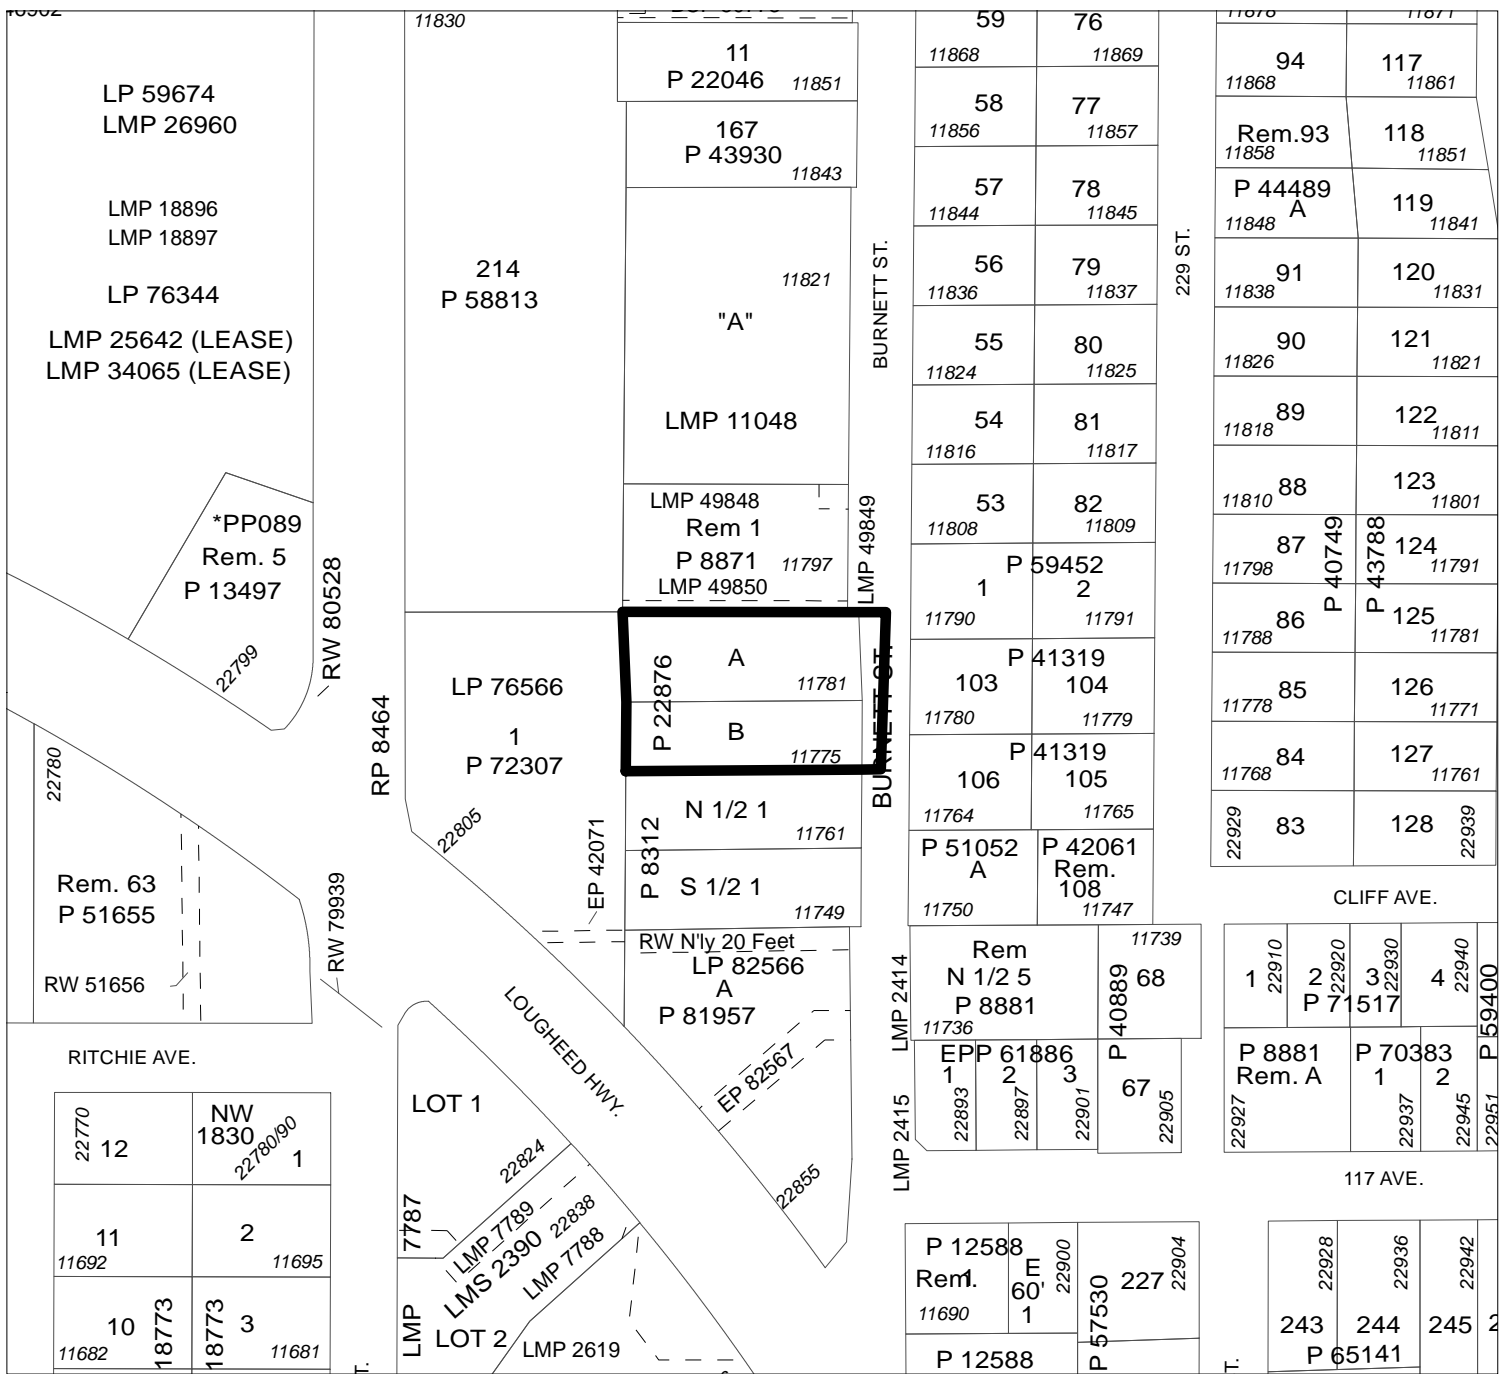 11830
LP 59674
LMP 26960
LMP 18896
LMP 18897
LP 76344
LMP 25642 (LEASE)
LMP 34065 (LEASE)
*PP089
Rem. 5
P 13497
22799
RW 80528
214
P 58813
11
P 22046 11851
167
P 43930
11843
11821
"A"
LMP 11048
LMP 49848
Rem 1
P 8871 11797
LMP 49850
LMP 49849
BURNETT ST.
A
11781
P 22876
B
11775
BURNETT ST.
LP 76566
1
P 72307
22805
RP 8464
N 1/2 1
11761
P 8312
S 1/2 1
11749
EP 42071
RW N'ly 20 Feet
LP 82566
A
P 81957
EP 82567
22855
LOUGHEED HWY.
22780
Rem. 63
P 51655
RW 51656
RW 79939
RITCHIE AVE.
22770
12
NW
1830
22780/90
1
11
11692
2
11695
10
11682
18773
18773
3
11681
LOT 1
22824
7787
LMP
LMP 7789
LMS 2390
22838
LMP 7788
LOT 2
LMP 2619
59
11868
76
11869
58
11856
77
11857
57
11844
78
11845
56
11836
79
11837
55
11824
80
11825
54
11816
81
11817
53
11808
82
11809
P 59452
1
11790
2
11791
P 41319
103
11780
104
11779
P 41319
106
11764
105
11765
P 51052
A
11750
P 42061
Rem.
108
11747
229 ST.
Rem
N 1/2 5
P 8881
11736
11739
68
P 40889
LMP 2414
LMP 2415
EPP 61886
1
2
3
22893
22897
22901
67
22905
P 12588
Rem.
1
11690
E
60'
1
22900
P 57530
227
22904
P 12588
11878
11871
94
11868
117
11861
Rem.93
11858
118
11851
P 44489
A
11848
119
11841
91
11838
120
11831
90
11826
121
11821
89
11818
122
11811
88
11810
123
11801
87
11798
124
11791
P 40749
P 43788
86
11788
125
11781
85
11778
126
11771
84
11768
127
11761
22929
83
128
22939
CLIFF AVE.
1
22910
2
22920
3
22930
4
22940
P 71517
P 59400
P 8881
Rem. A
22927
P 70383
1
22937
2
22945
22951
117 AVE.
22928
243
22936
244
P 65141
22942
245